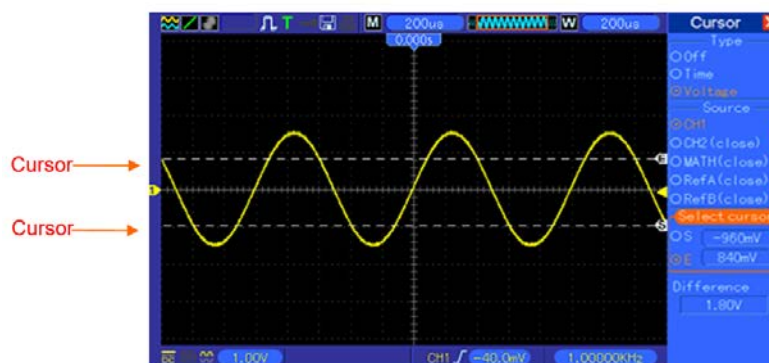 M 200us W 200us Cursor
0.000s
Type
Off
Time
Voltage
Source
CH1
CH2(close)
MATH(close)
RefA(close)
RefB(close)
Select cursor
S -960mV
E 840mV
Difference
1.80V
Cursor
E
1
Cursor
S
1.00V CH1 -40.0mV 1.00000KHz